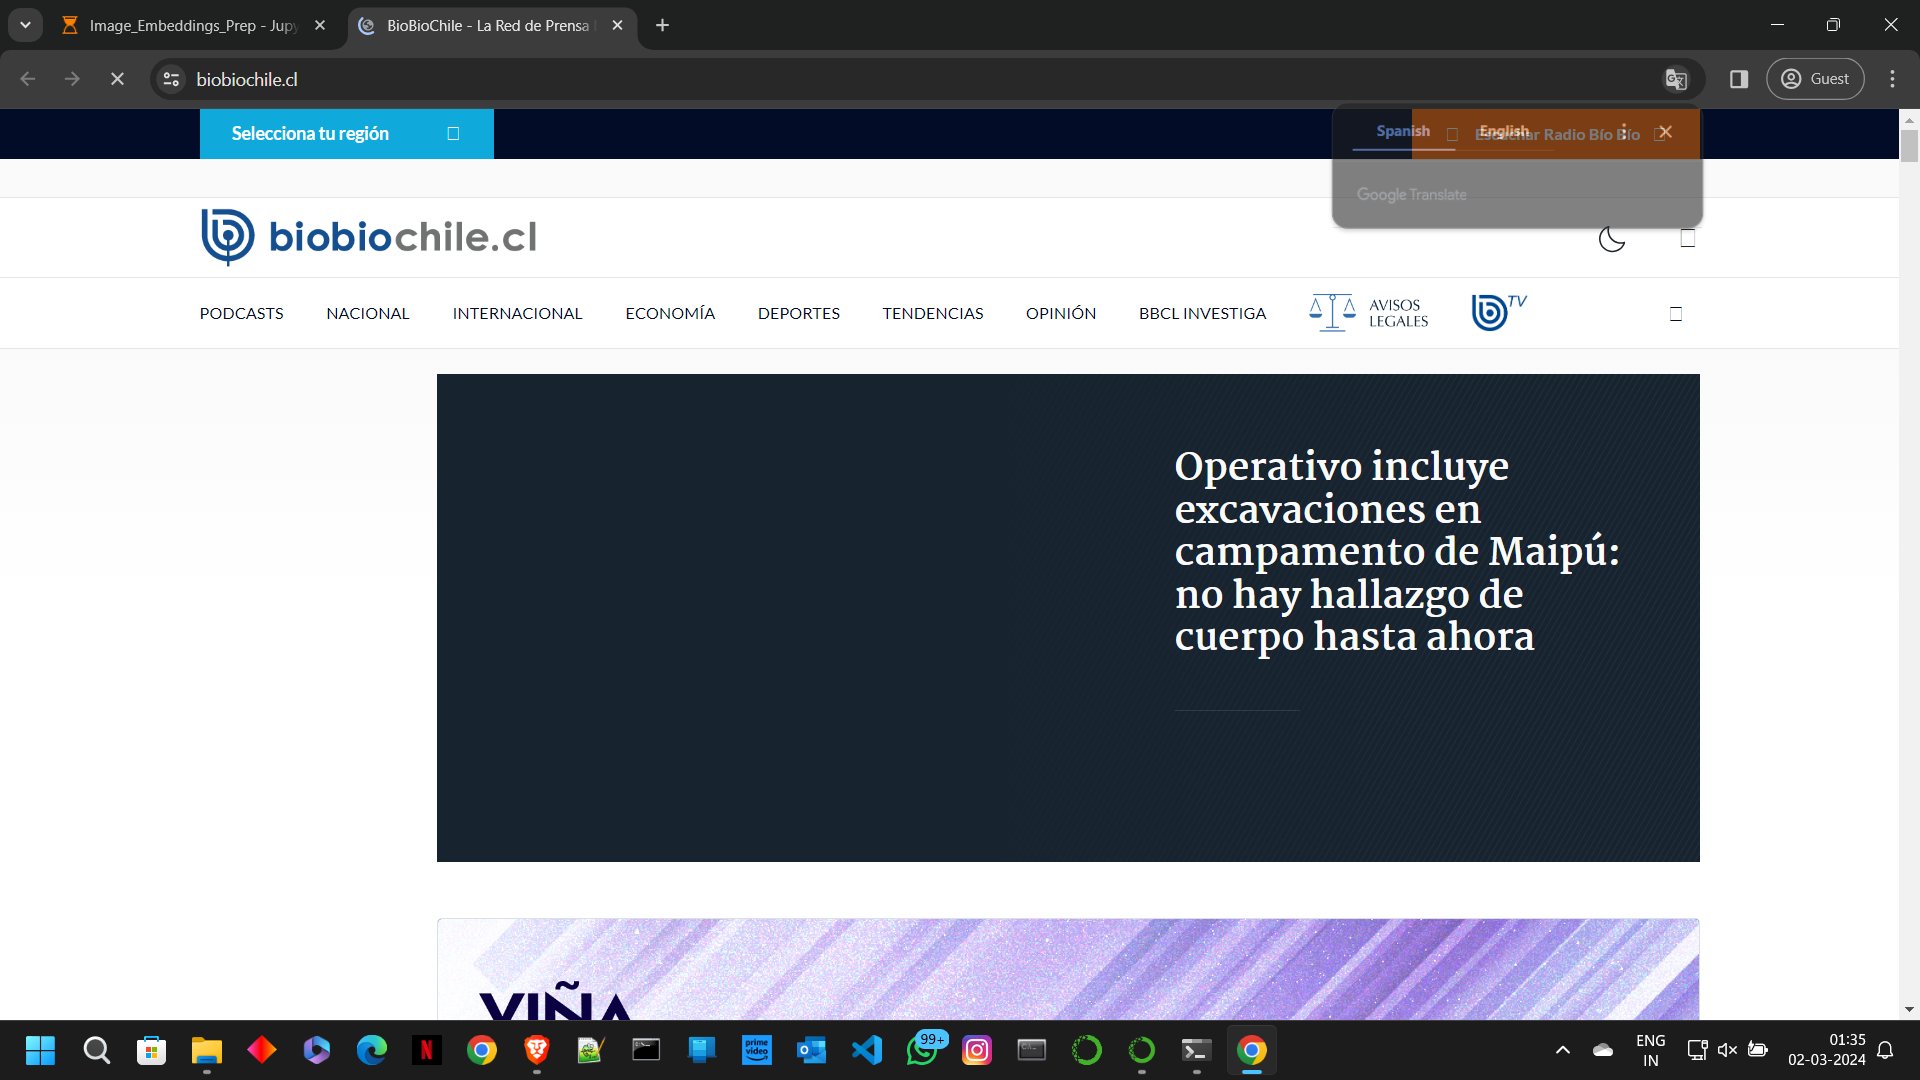 Image_Embeddings_Prep - Jupy
BioBioChile - La Red de Prensa
biobiochile.cl
Guest
Selecciona tu región
Spanish
English
Escuchar Radio Bío Bío
Google Translate
biobiochile.cl
PODCASTS
NACIONAL
INTERNACIONAL
ECONOMÍA
DEPORTES
TENDENCIAS
OPINIÓN
BBCL INVESTIGA
AVISOS
LEGALES
TV
Operativo incluye
excavaciones en
campamento de Maipú:
no hay hallazgo de
cuerpo hasta ahora
VIÑA
prime
video
99+
ENG
IN
01:35
02-03-2024